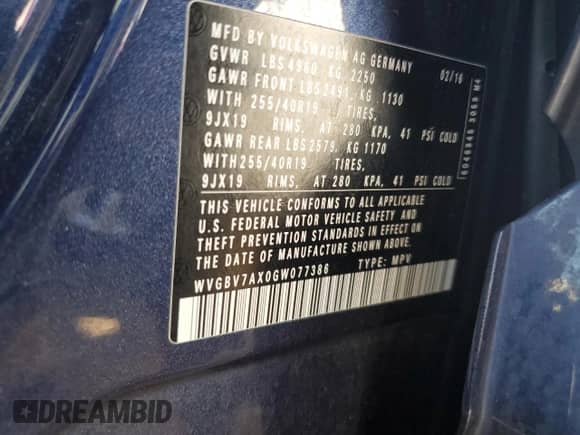 MFD BY VOLKSWAGEN AG GERMANY
GVWR LBS 4960 KG 2250 02/16
GAWR FRONT LBS 2491, KG 1130
WITH 255/40R19 TIRES,
9JX19 RIMS, AT 280 KPA, 41 PSI COLD
GAWR REAR LBS 2579, KG 1170
WITH 255/40R19 TIRES,
9JX19 RIMS, AT 280 KPA, 41 PSI COLD
THIS VEHICLE CONFORMS TO ALL APPLICABLE
U.S. FEDERAL MOTOR VEHICLE SAFETY AND
THEFT PREVENTION STANDARDS IN EFFECT ON
THE DATE OF MANUFACTURE SHOWN ABOVE.
WVGBV7AX0GW077386 TYPE: MPV
DREAMBID